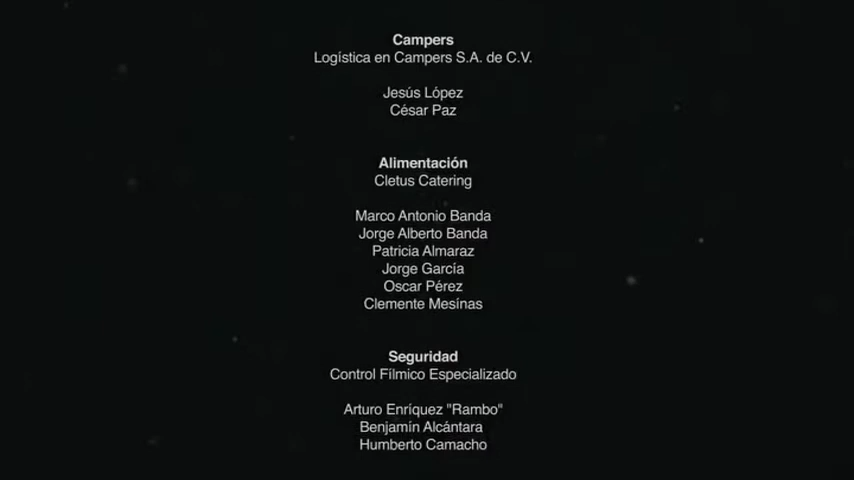 Campers
Logística en Campers S.A. de C.V.
Jesús López
César Paz
Alimentación
Cletus Catering
Marco Antonio Banda
Jorge Alberto Banda
Patricia Almaraz
Jorge García
Oscar Pérez
Clemente Mesínas
Seguridad
Control Fílmico Especializado
Arturo Enríquez "Rambo"
Benjamín Alcántara
Humberto Camacho